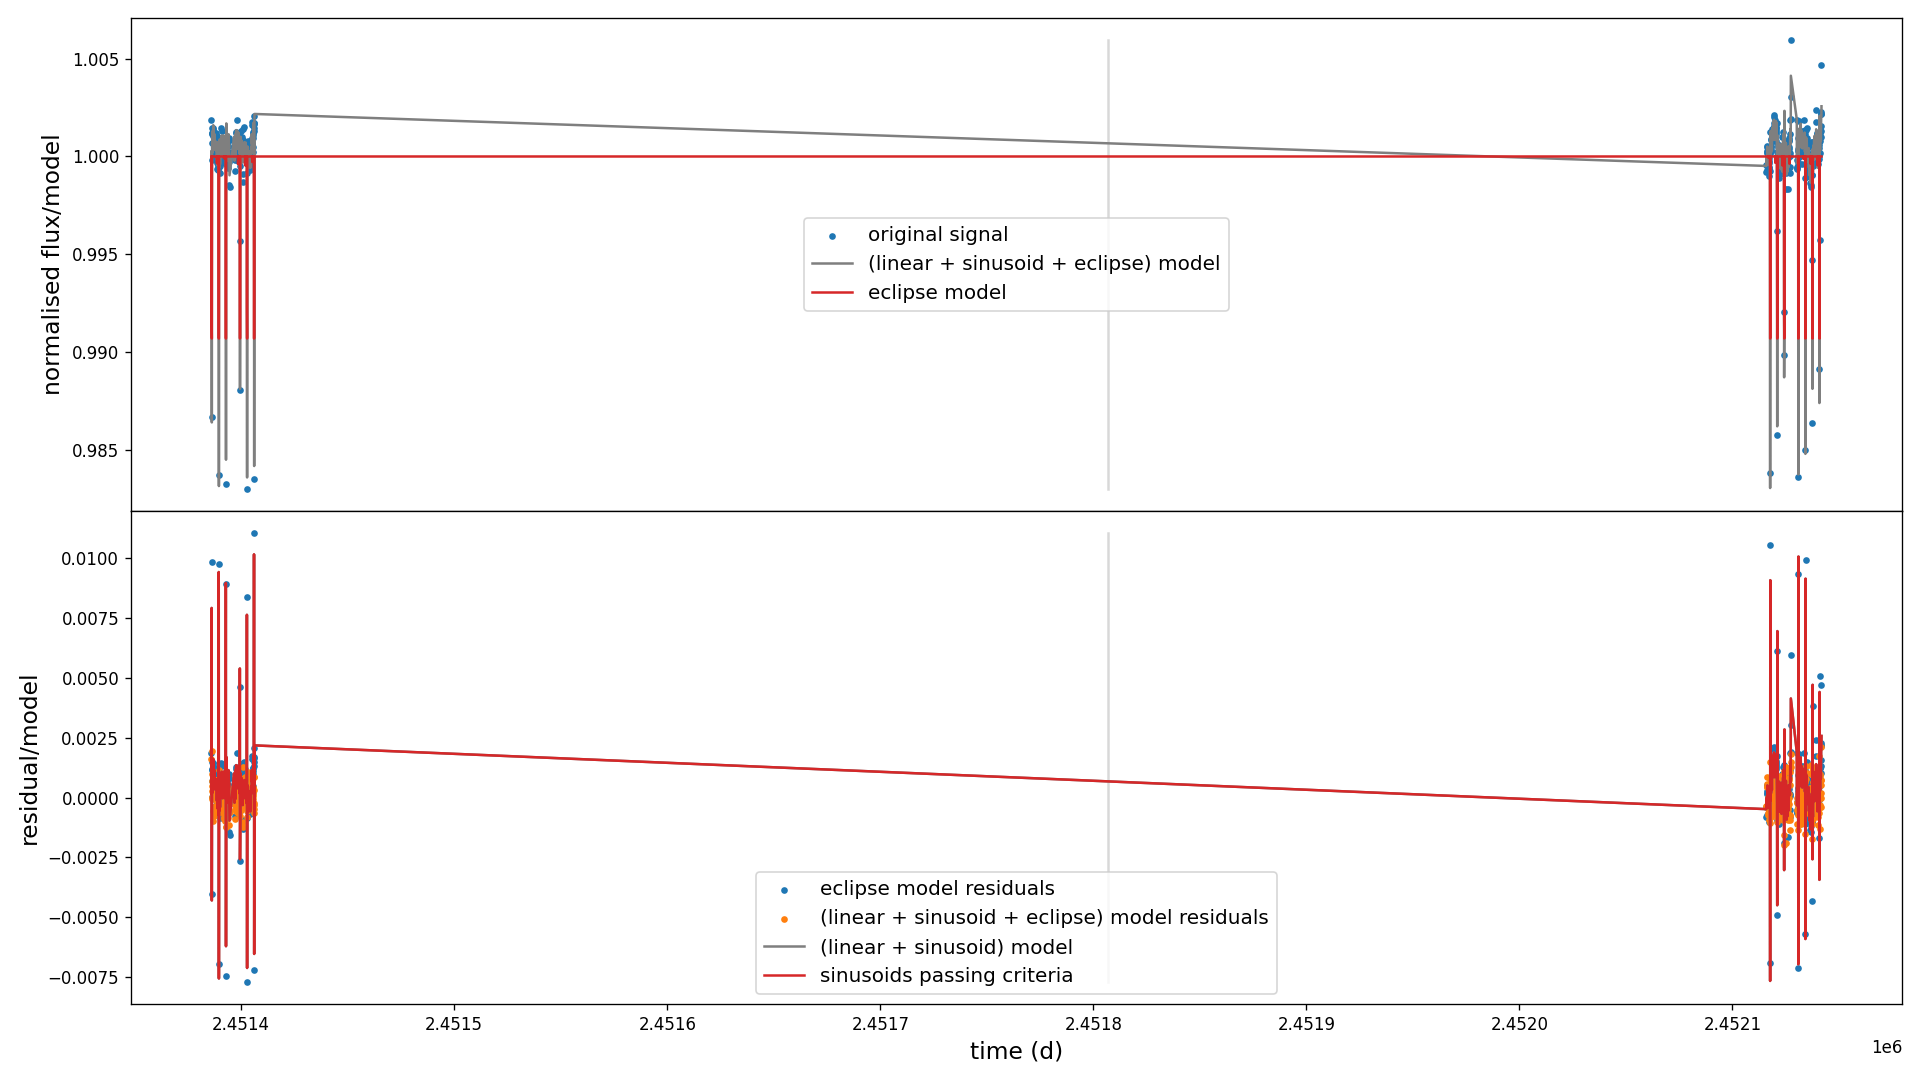 normalised flux/model
1.005
1.000
0.995
0.990
0.985
original signal
(linear + sinusoid + eclipse) model
eclipse model
residual/model
0.0100
0.0075
0.0050
0.0025
0.0000
−0.0025
−0.0050
−0.0075
eclipse model residuals
(linear + sinusoid + eclipse) model residuals
(linear + sinusoid) model
sinusoids passing criteria
2.4514 2.4515 2.4516 2.4517 2.4518 2.4519 2.4520 2.4521
1e6
time (d)